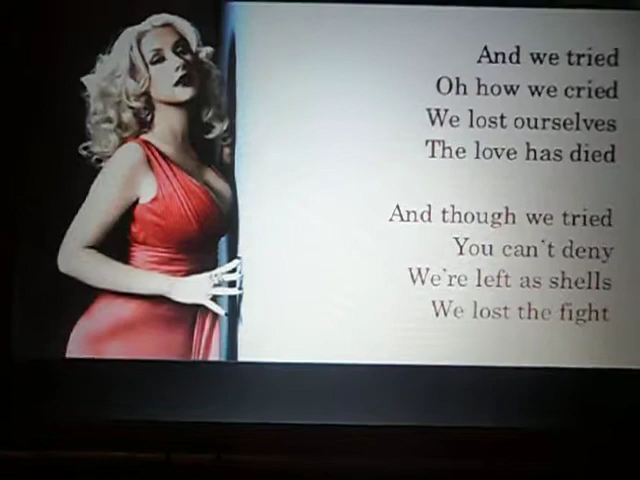 And we tried
Oh how we cried
We lost ourselves
The love has died
And though we tried
You can't deny
We're left as shells
We lost the fight